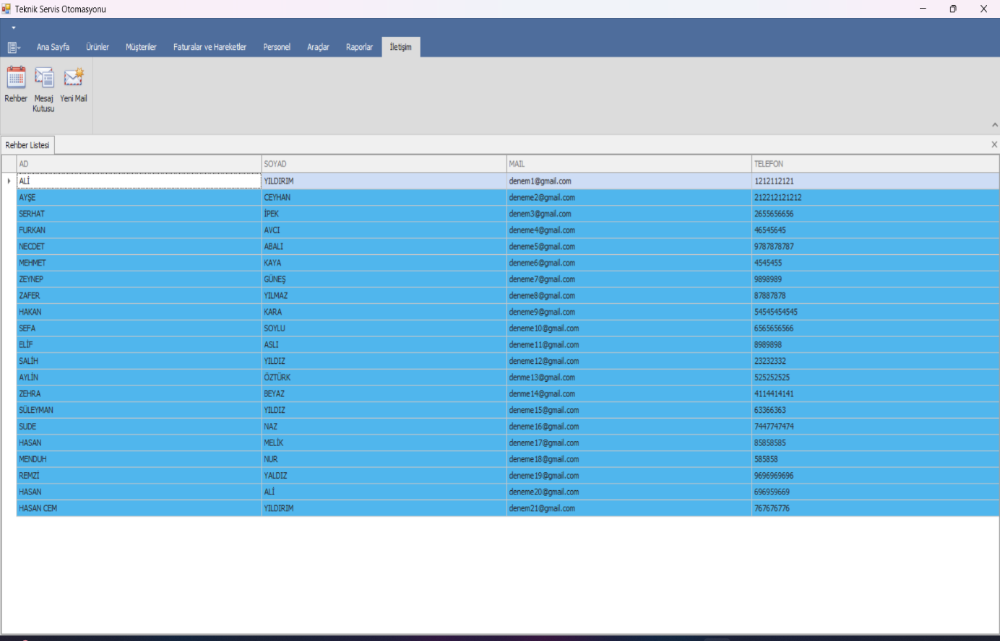 Teknik Servis Otomasyonu
Ana Sayfa Ürünler Müşteriler Faturalar ve Hareketler Personel Araçlar Raporlar İletişim
Rehber Mesaj Kutusu Yeni Mail
Rehber Listesi
AD SOYAD MAIL TELEFON
ALİ YILDIRIM denem1@gmail.com 1212112121
AYŞE CEYHAN deneme2@gmail.com 212212121212
SERHAT İPEK denem3@gmail.com 2655656656
FURKAN AVCI deneme4@gmail.com 46545645
NECDET ABALI deneme5@gmail.com 9787878787
MEHMET KAYA deneme6@gmail.com 4545455
ZEYNEP GÜNEŞ deneme7@gmail.com 9898989
ZAFER YILMAZ deneme8@gmail.com 87887878
HAKAN KARA deneme9@gmail.com 54545454545
SEFA SOYLU deneme10@gmail.com 6565656566
ELİF ASLI deneme11@gmail.com 8989898
SALİH YILDIZ deneme12@gmail.com 23232332
AYLİN ÖZTÜRK denme13@gmail.com 525252525
ZEHRA BEYAZ denme14@gmail.com 4114414141
SÜLEYMAN YILDIZ deneme15@gmail.com 63366363
SUDE NAZ deneme16@gmail.com 7447747474
HASAN MELİK deneme17@gmail.com 85858585
MENDUH NUR deneme18@gmail.com 585858
REMZİ YALDIZ deneme19@gmail.com 9696969696
HASAN ALİ deneme20@gmail.com 696959669
HASAN CEM YILDIRIM denem21@gmail.com 767676776